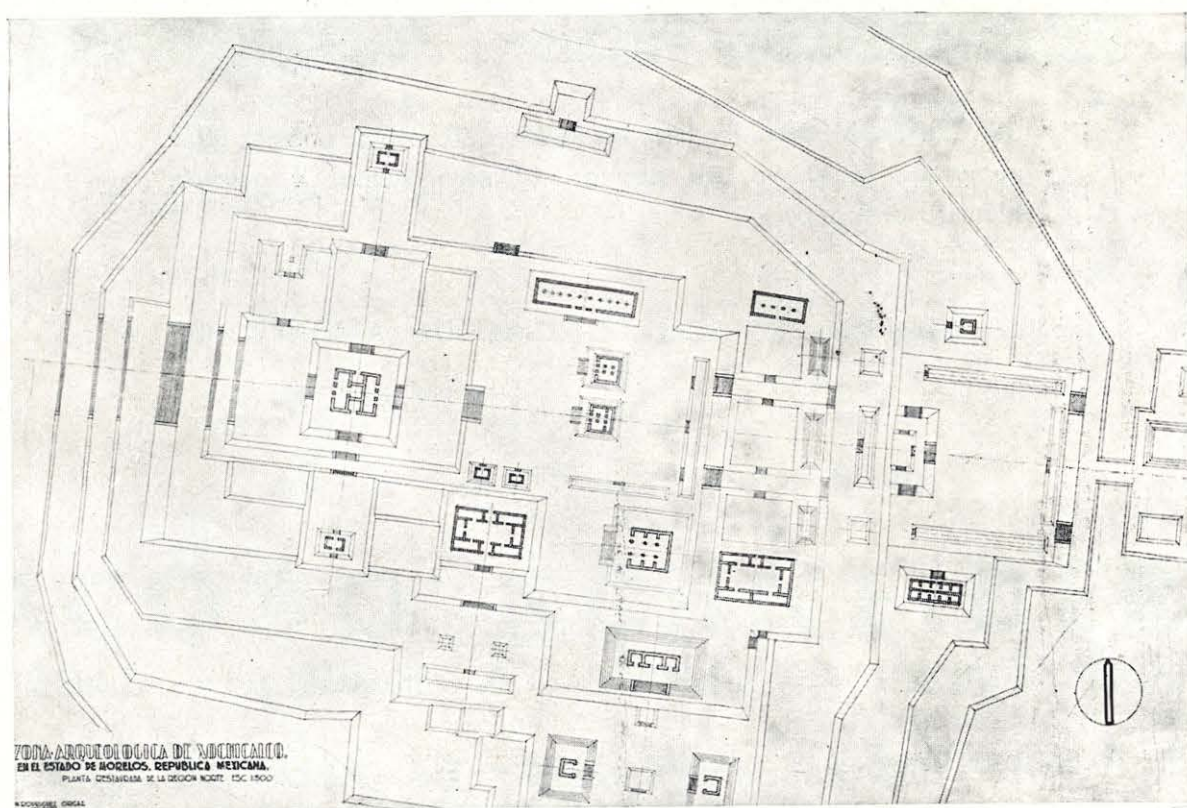 ZONA·ARQUEOLOGICA DE XOCHICALCO.
EN EL ESTADO DE MORELOS. REPUBLICA MEXICANA.
PLANTA RESTAURADA DE LA REGION NORTE ESC 1:500